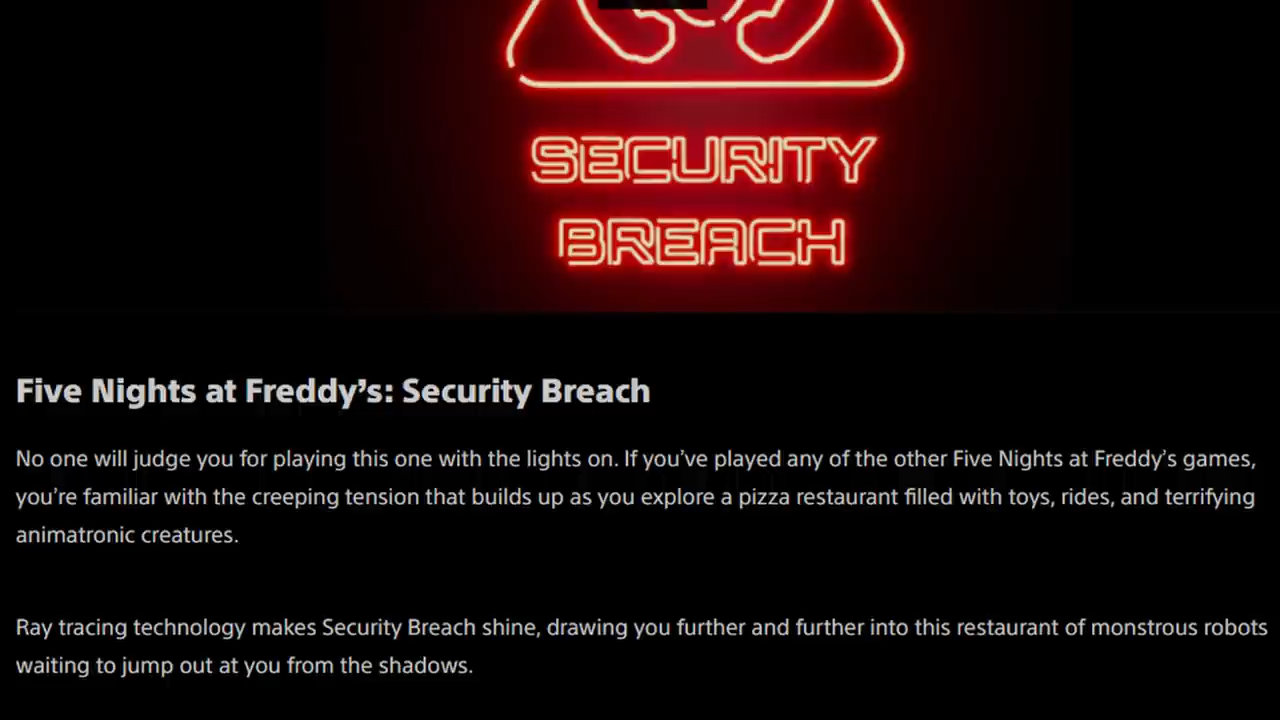 SECURITY
BREACH
Five Nights at Freddy’s: Security Breach
No one will judge you for playing this one with the lights on. If you’ve played any of the other Five Nights at Freddy’s games,
you’re familiar with the creeping tension that builds up as you explore a pizza restaurant filled with toys, rides, and terrifying
animatronic creatures.
Ray tracing technology makes Security Breach shine, drawing you further and further into this restaurant of monstrous robots
waiting to jump out at you from the shadows.